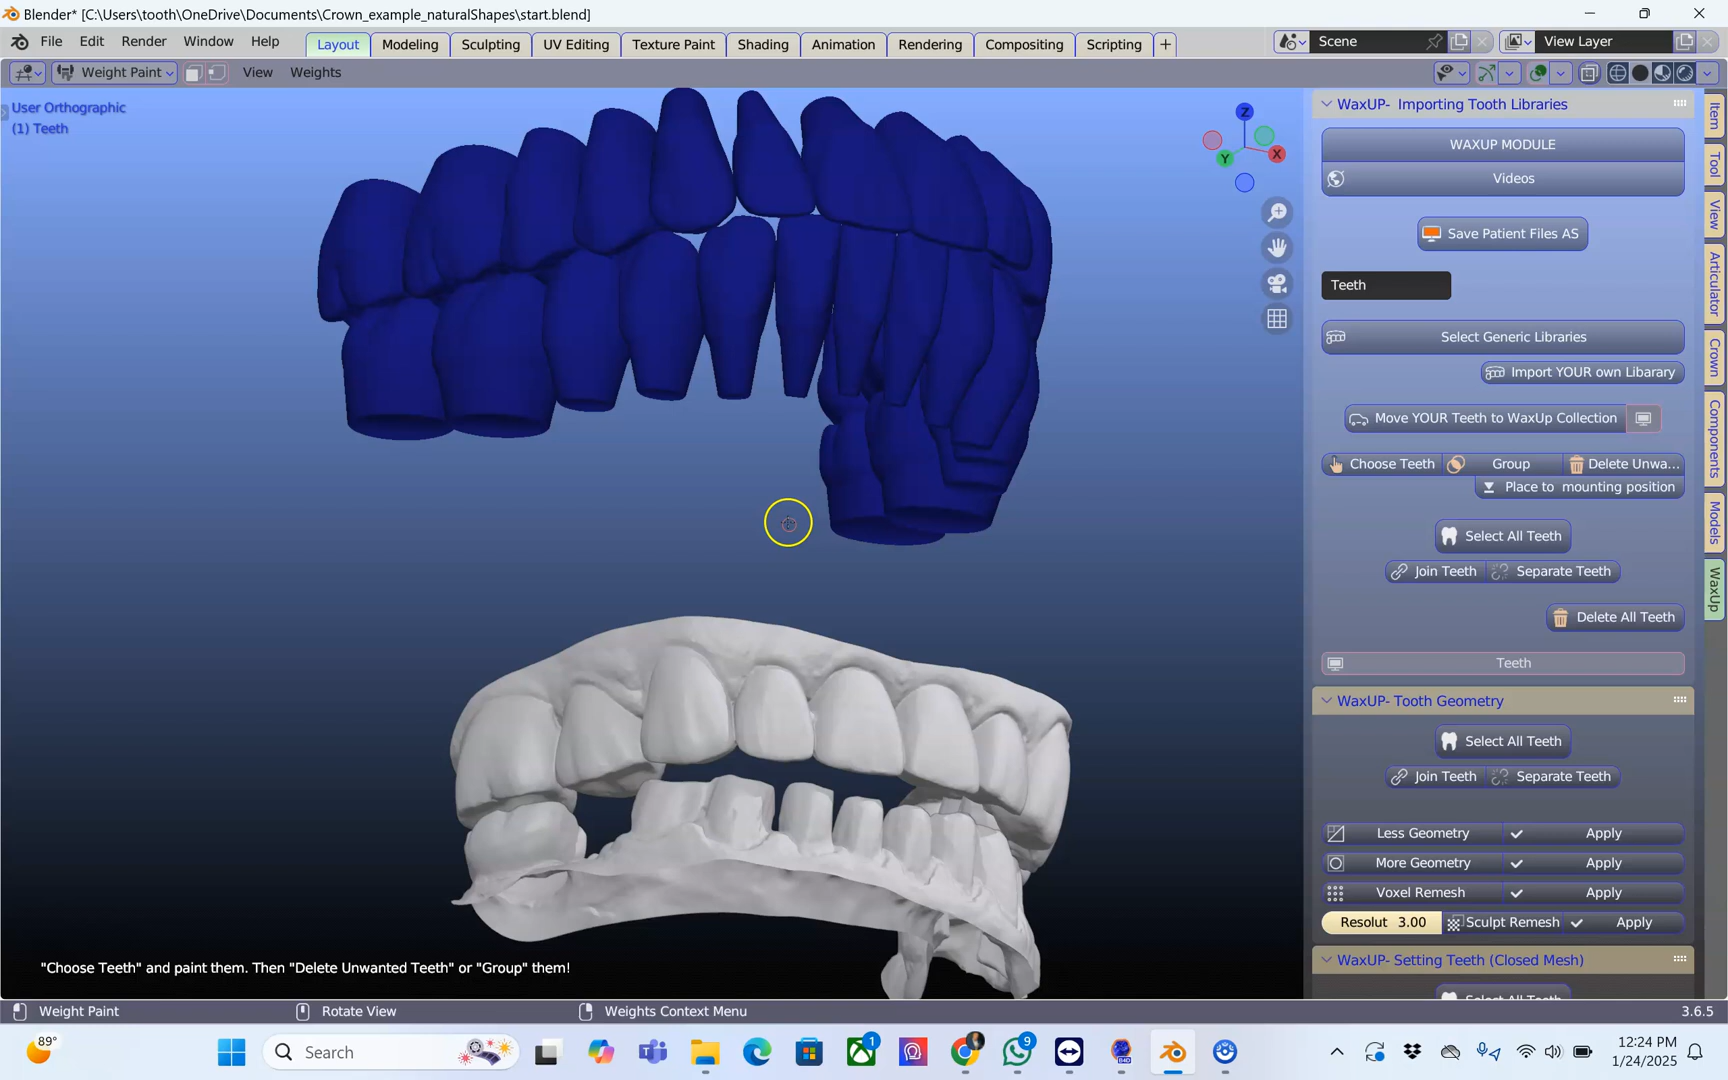 Blender* [C:\Users\tooth\OneDrive\Documents\Crown_example_naturalShapes\start.blend]
File Edit Render Window Help Layout Modeling Sculpting UV Editing Texture Paint Shading Animation Rendering Compositing Scripting + Scene View Layer
Weight Paint View Weights
User Orthographic
(1) Teeth
Z
Y X
WaxUP- Importing Tooth Libraries
WAXUP MODULE
Videos
Save Patient Files AS
Teeth
Select Generic Libraries
Import YOUR own Libarary
Move YOUR Teeth to WaxUp Collection
Choose Teeth Group Delete Unwa...
Place to mounting position
Select All Teeth
Join Teeth Separate Teeth
Delete All Teeth
Teeth
WaxUP- Tooth Geometry
Select All Teeth
Join Teeth Separate Teeth
Less Geometry Apply
More Geometry Apply
Voxel Remesh Apply
Resolut 3.00 Sculpt Remesh Apply
WaxUP- Setting Teeth (Closed Mesh)
Select All Teeth
Item
Tool
View
Articulator
Crown
Components
Models
WaxUp
"Choose Teeth" and paint them. Then "Delete Unwanted Teeth" or "Group" them!
Weight Paint Rotate View Weights Context Menu 3.6.5
89°
Search
1
9
12:24 PM
1/24/2025